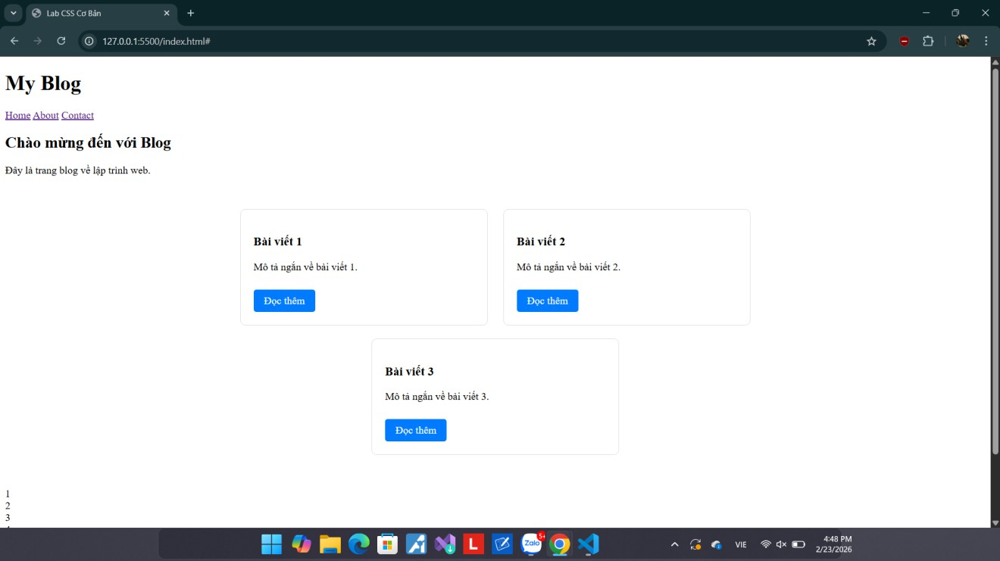 Lab CSS Cơ Bản
127.0.0.1:5500/index.html#
My Blog
Home About Contact
Chào mừng đến với Blog
Đây là trang blog về lập trình web.
Bài viết 1
Mô tả ngắn về bài viết 1.
Đọc thêm
Bài viết 2
Mô tả ngắn về bài viết 2.
Đọc thêm
Bài viết 3
Mô tả ngắn về bài viết 3.
Đọc thêm
1
2
3
L
Zalo
5+
VIE
4:48 PM
2/23/2026